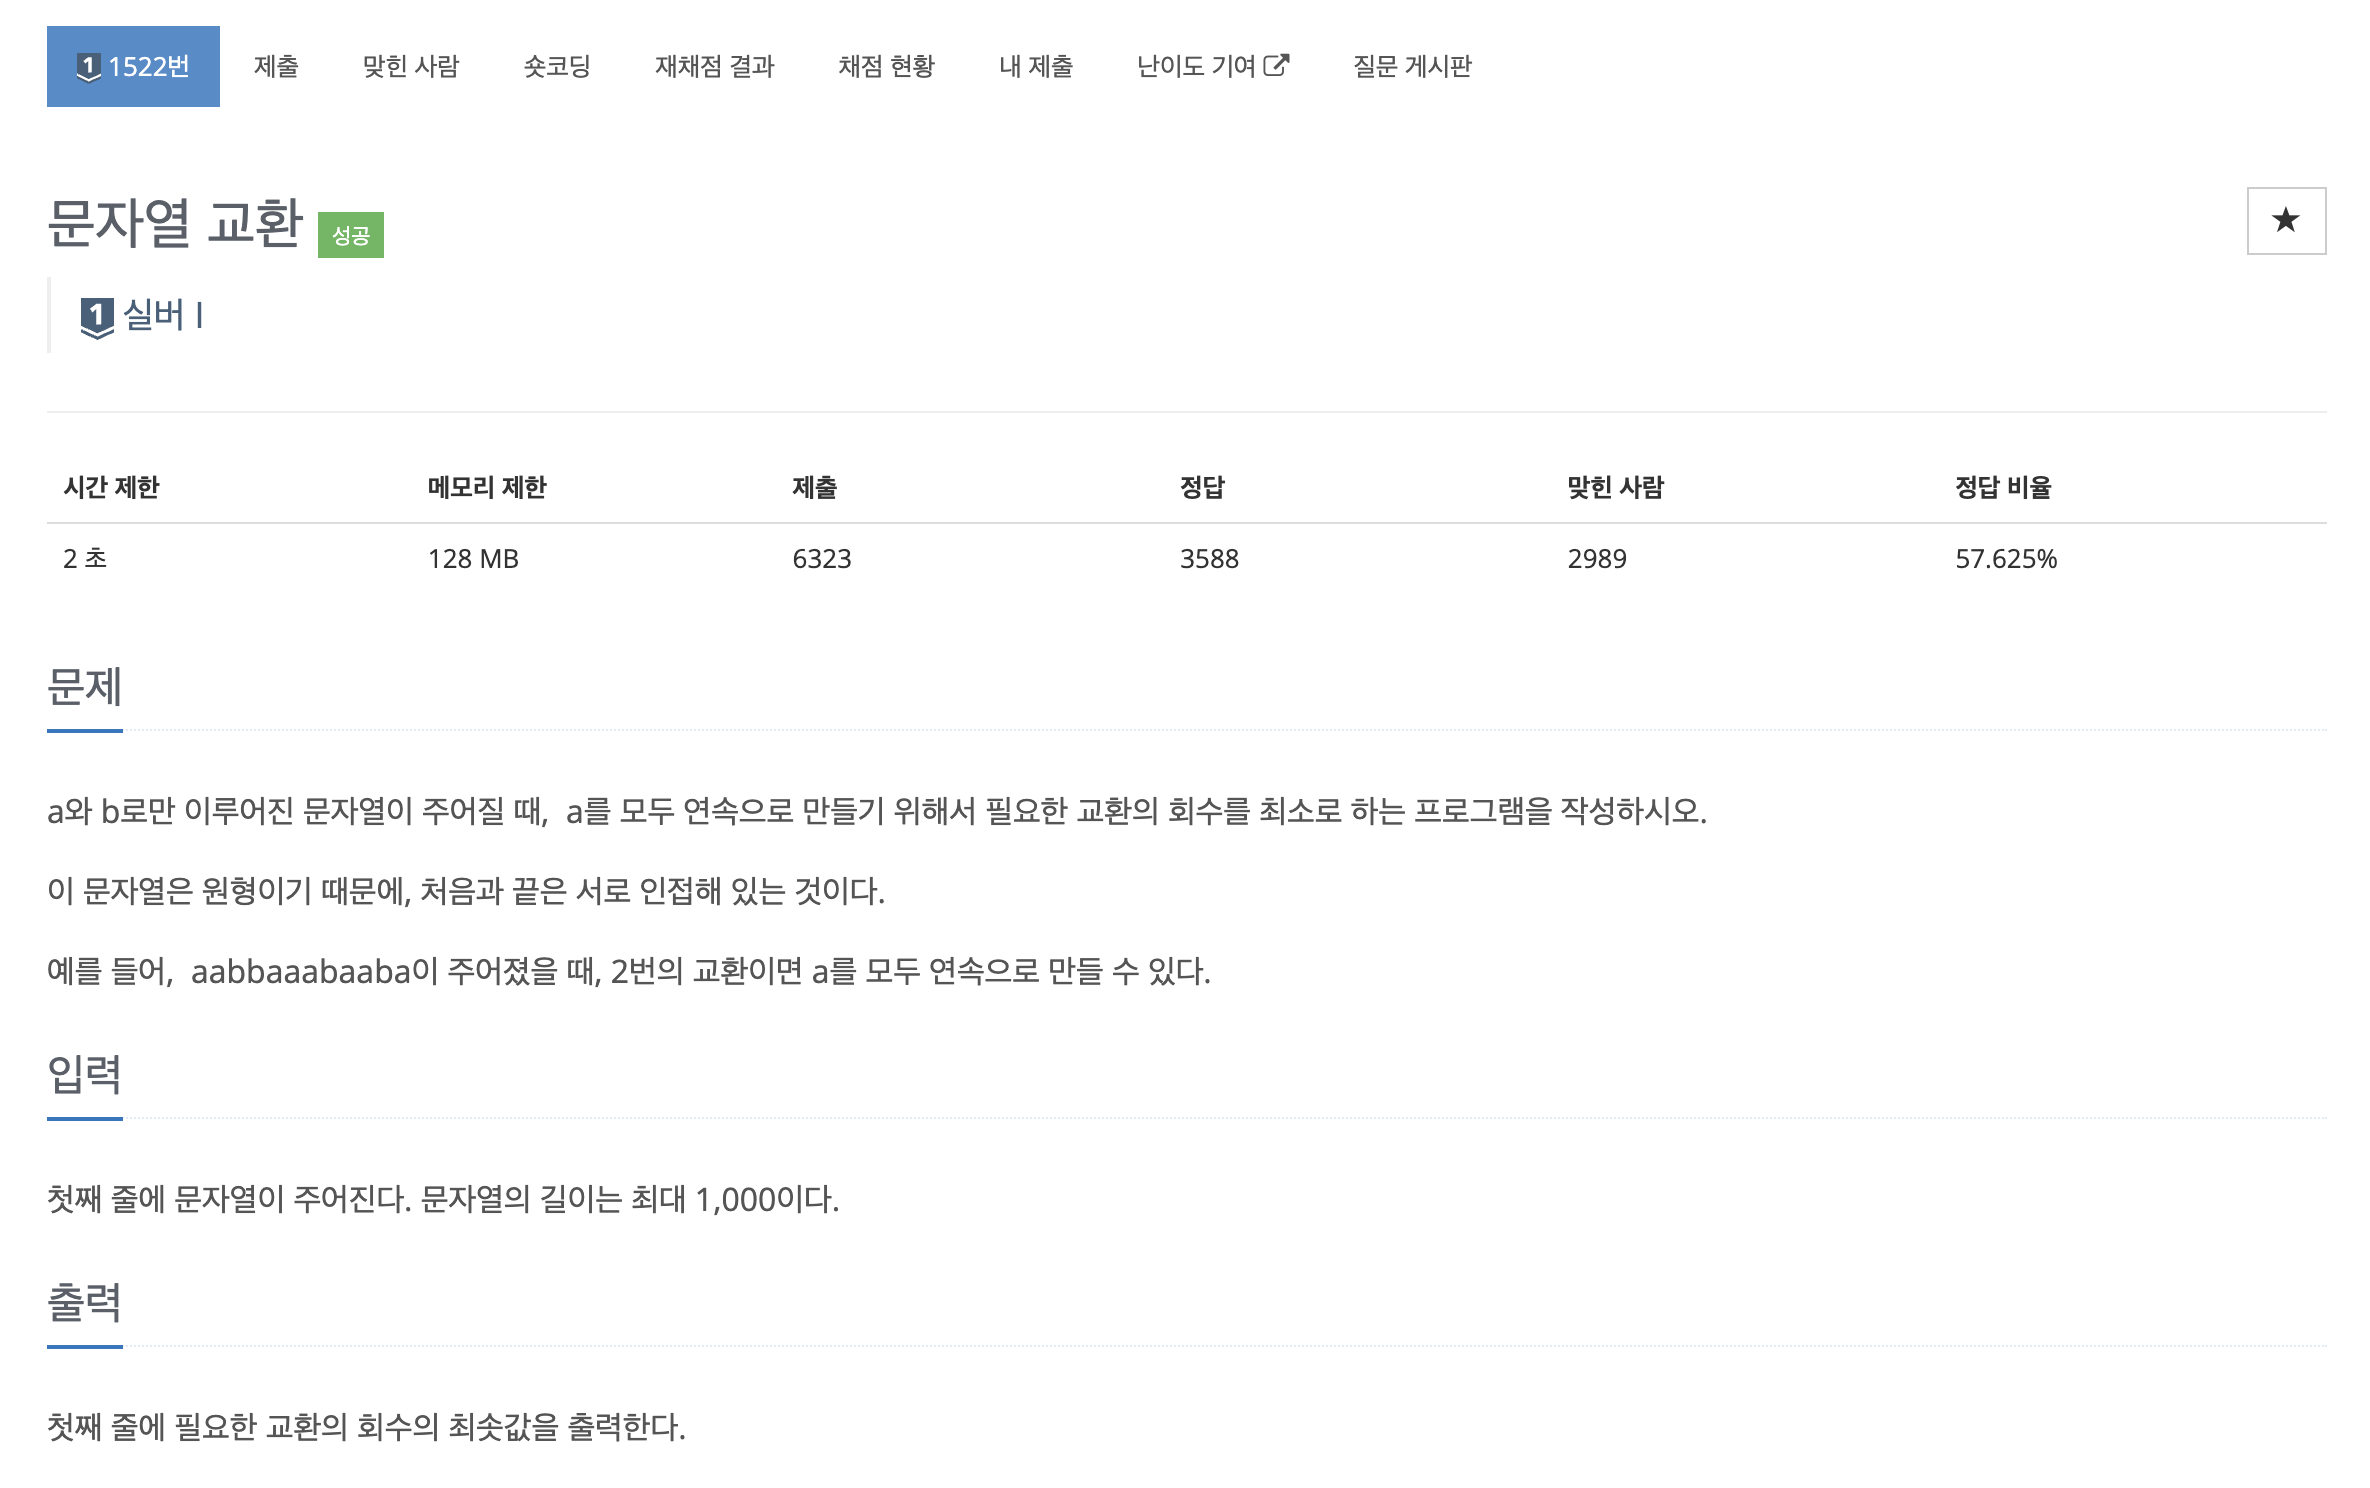 1 1522번 제출 맞힌 사람 숏코딩 재채점 결과 채점 현황 내 제출 난이도 기여 질문 게시판
문자열 교환 성공
1 실버 I
시간 제한 메모리 제한 제출 정답 맞힌 사람 정답 비율
2 초 128 MB 6323 3588 2989 57.625%
문제
a와 b로만 이루어진 문자열이 주어질 때, a를 모두 연속으로 만들기 위해서 필요한 교환의 회수를 최소로 하는 프로그램을 작성하시오.
이 문자열은 원형이기 때문에, 처음과 끝은 서로 인접해 있는 것이다.
예를 들어, aabbaaabaaba이 주어졌을 때, 2번의 교환이면 a를 모두 연속으로 만들 수 있다.
입력
첫째 줄에 문자열이 주어진다. 문자열의 길이는 최대 1,000이다.
출력
첫째 줄에 필요한 교환의 회수의 최솟값을 출력한다.